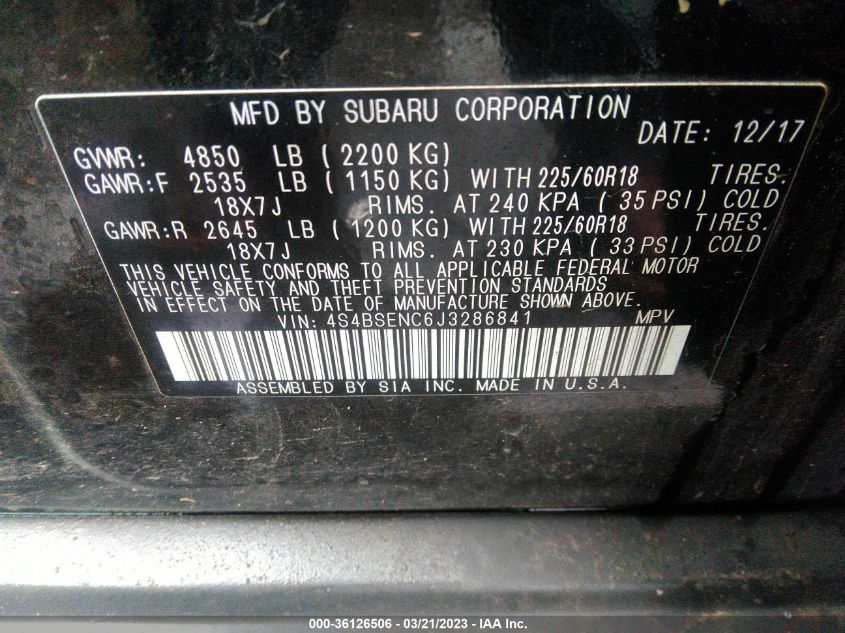 MFD BY SUBARU CORPORATION
DATE: 12/17
GVWR: 4850 LB ( 2200 KG)
GAWR:F 2535 LB ( 1150 KG) WITH 225/60R18 TIRES.
18X7J RIMS. AT 240 KPA ( 35 PSI) COLD
GAWR:R 2645 LB ( 1200 KG) WITH 225/60R18 TIRES.
18X7J RIMS. AT 230 KPA ( 33 PSI) COLD
THIS VEHICLE CONFORMS TO ALL APPLICABLE FEDERAL MOTOR
VEHICLE SAFETY AND THEFT PREVENTION STANDARDS
IN EFFECT ON THE DATE OF MANUFACTURE SHOWN ABOVE.
VIN: 4S4BSENC6J3286841 MPV
ASSEMBLED BY SIA INC. MADE IN U.S.A.
000-36126506 - 03/21/2023 - IAA Inc.